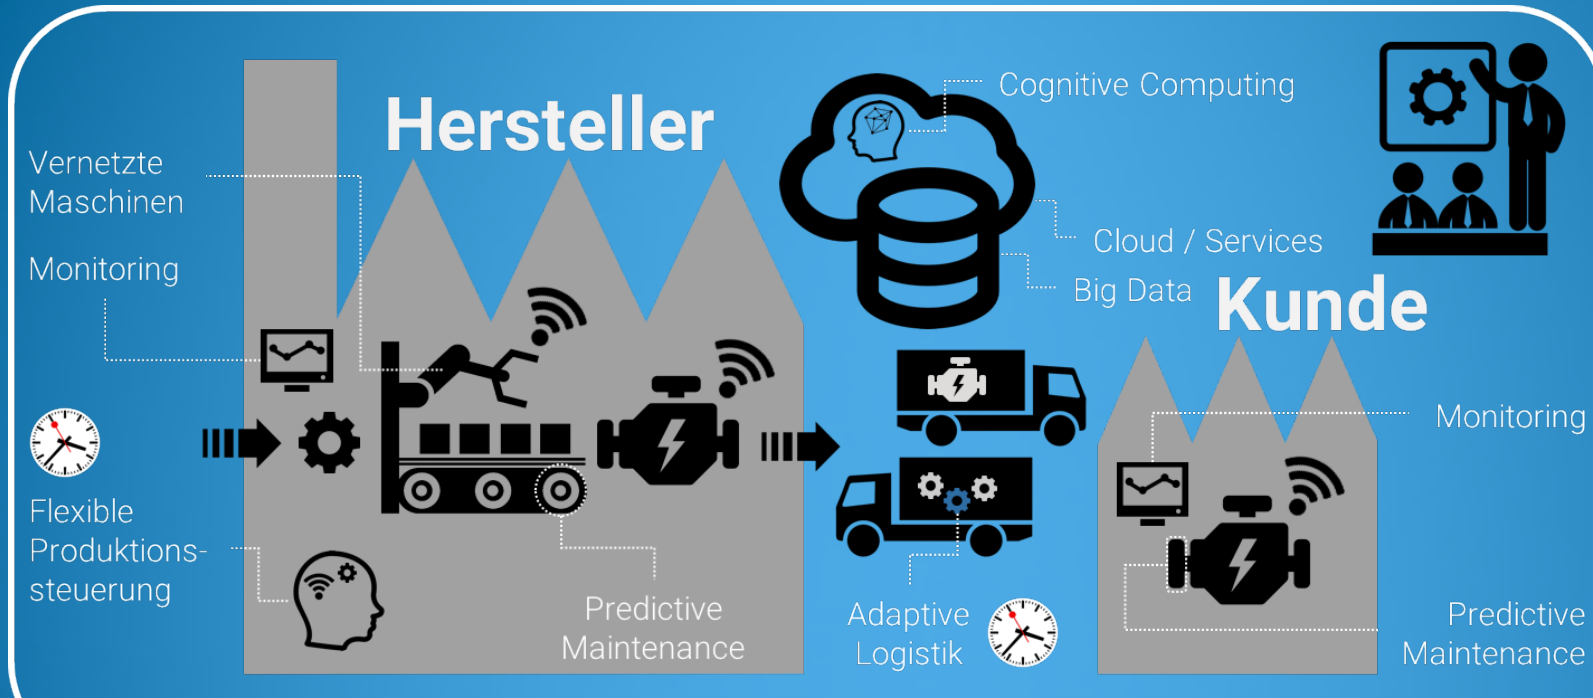 Hersteller
Vernetzte
Maschinen
Monitoring
Flexible
Produktions-
steuerung
Predictive
Maintenance
Cognitive Computing
Cloud / Services
Big Data
Adaptive
Logistik
Kunde
Monitoring
Predictive
Maintenance